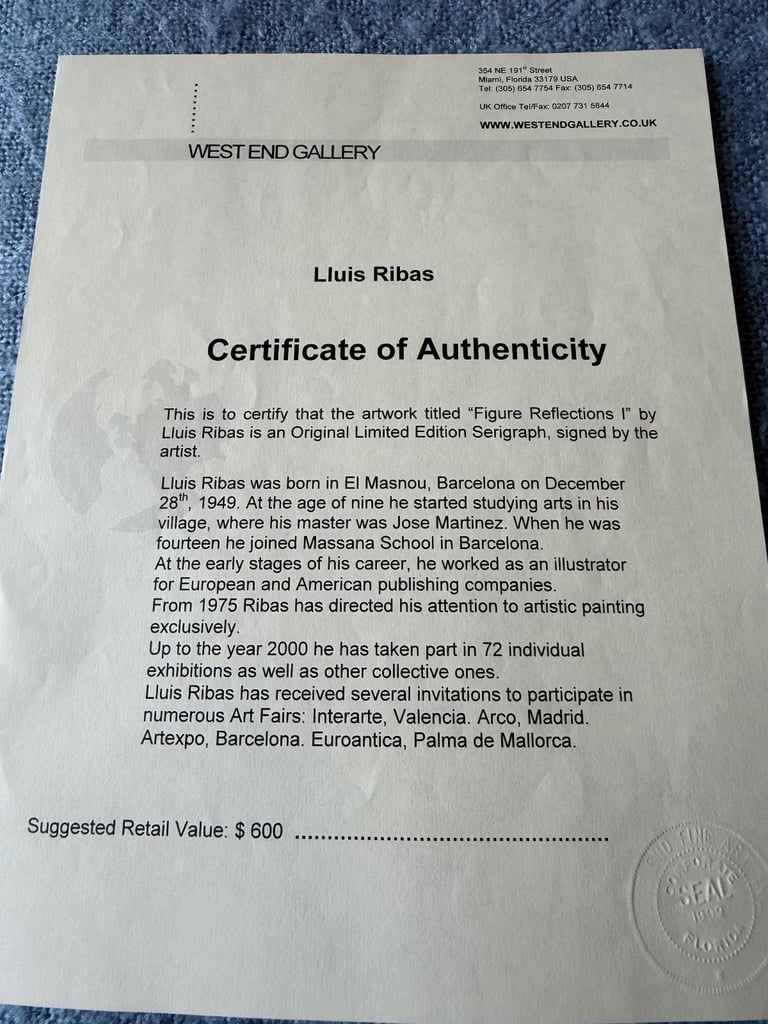 354 NE 191st Street
Miami, Florida 33179 USA
Tel: (305) 654 7754 Fax: (305) 654 7714
UK Office Tel/Fax: 0207 731 5844
WWW.WESTENDGALLERY.CO.UK
WEST END GALLERY
Lluis Ribas
Certificate of Authenticity
This is to certify that the artwork titled “Figure Reflections I” by
Lluis Ribas is an Original Limited Edition Serigraph, signed by the
artist.
Lluis Ribas was born in El Masnou, Barcelona on December
28th, 1949. At the age of nine he started studying arts in his
village, where his master was Jose Martinez. When he was
fourteen he joined Massana School in Barcelona.
At the early stages of his career, he worked as an illustrator
for European and American publishing companies.
From 1975 Ribas has directed his attention to artistic painting
exclusively.
Up to the year 2000 he has taken part in 72 individual
exhibitions as well as other collective ones.
Lluis Ribas has received several invitations to participate in
numerous Art Fairs: Interarte, Valencia. Arco, Madrid.
Artexpo, Barcelona. Euroantica, Palma de Mallorca.
Suggested Retail Value: $ 600 ..................................................
FINE ART
CORPORATE
SEAL
FLORIDA